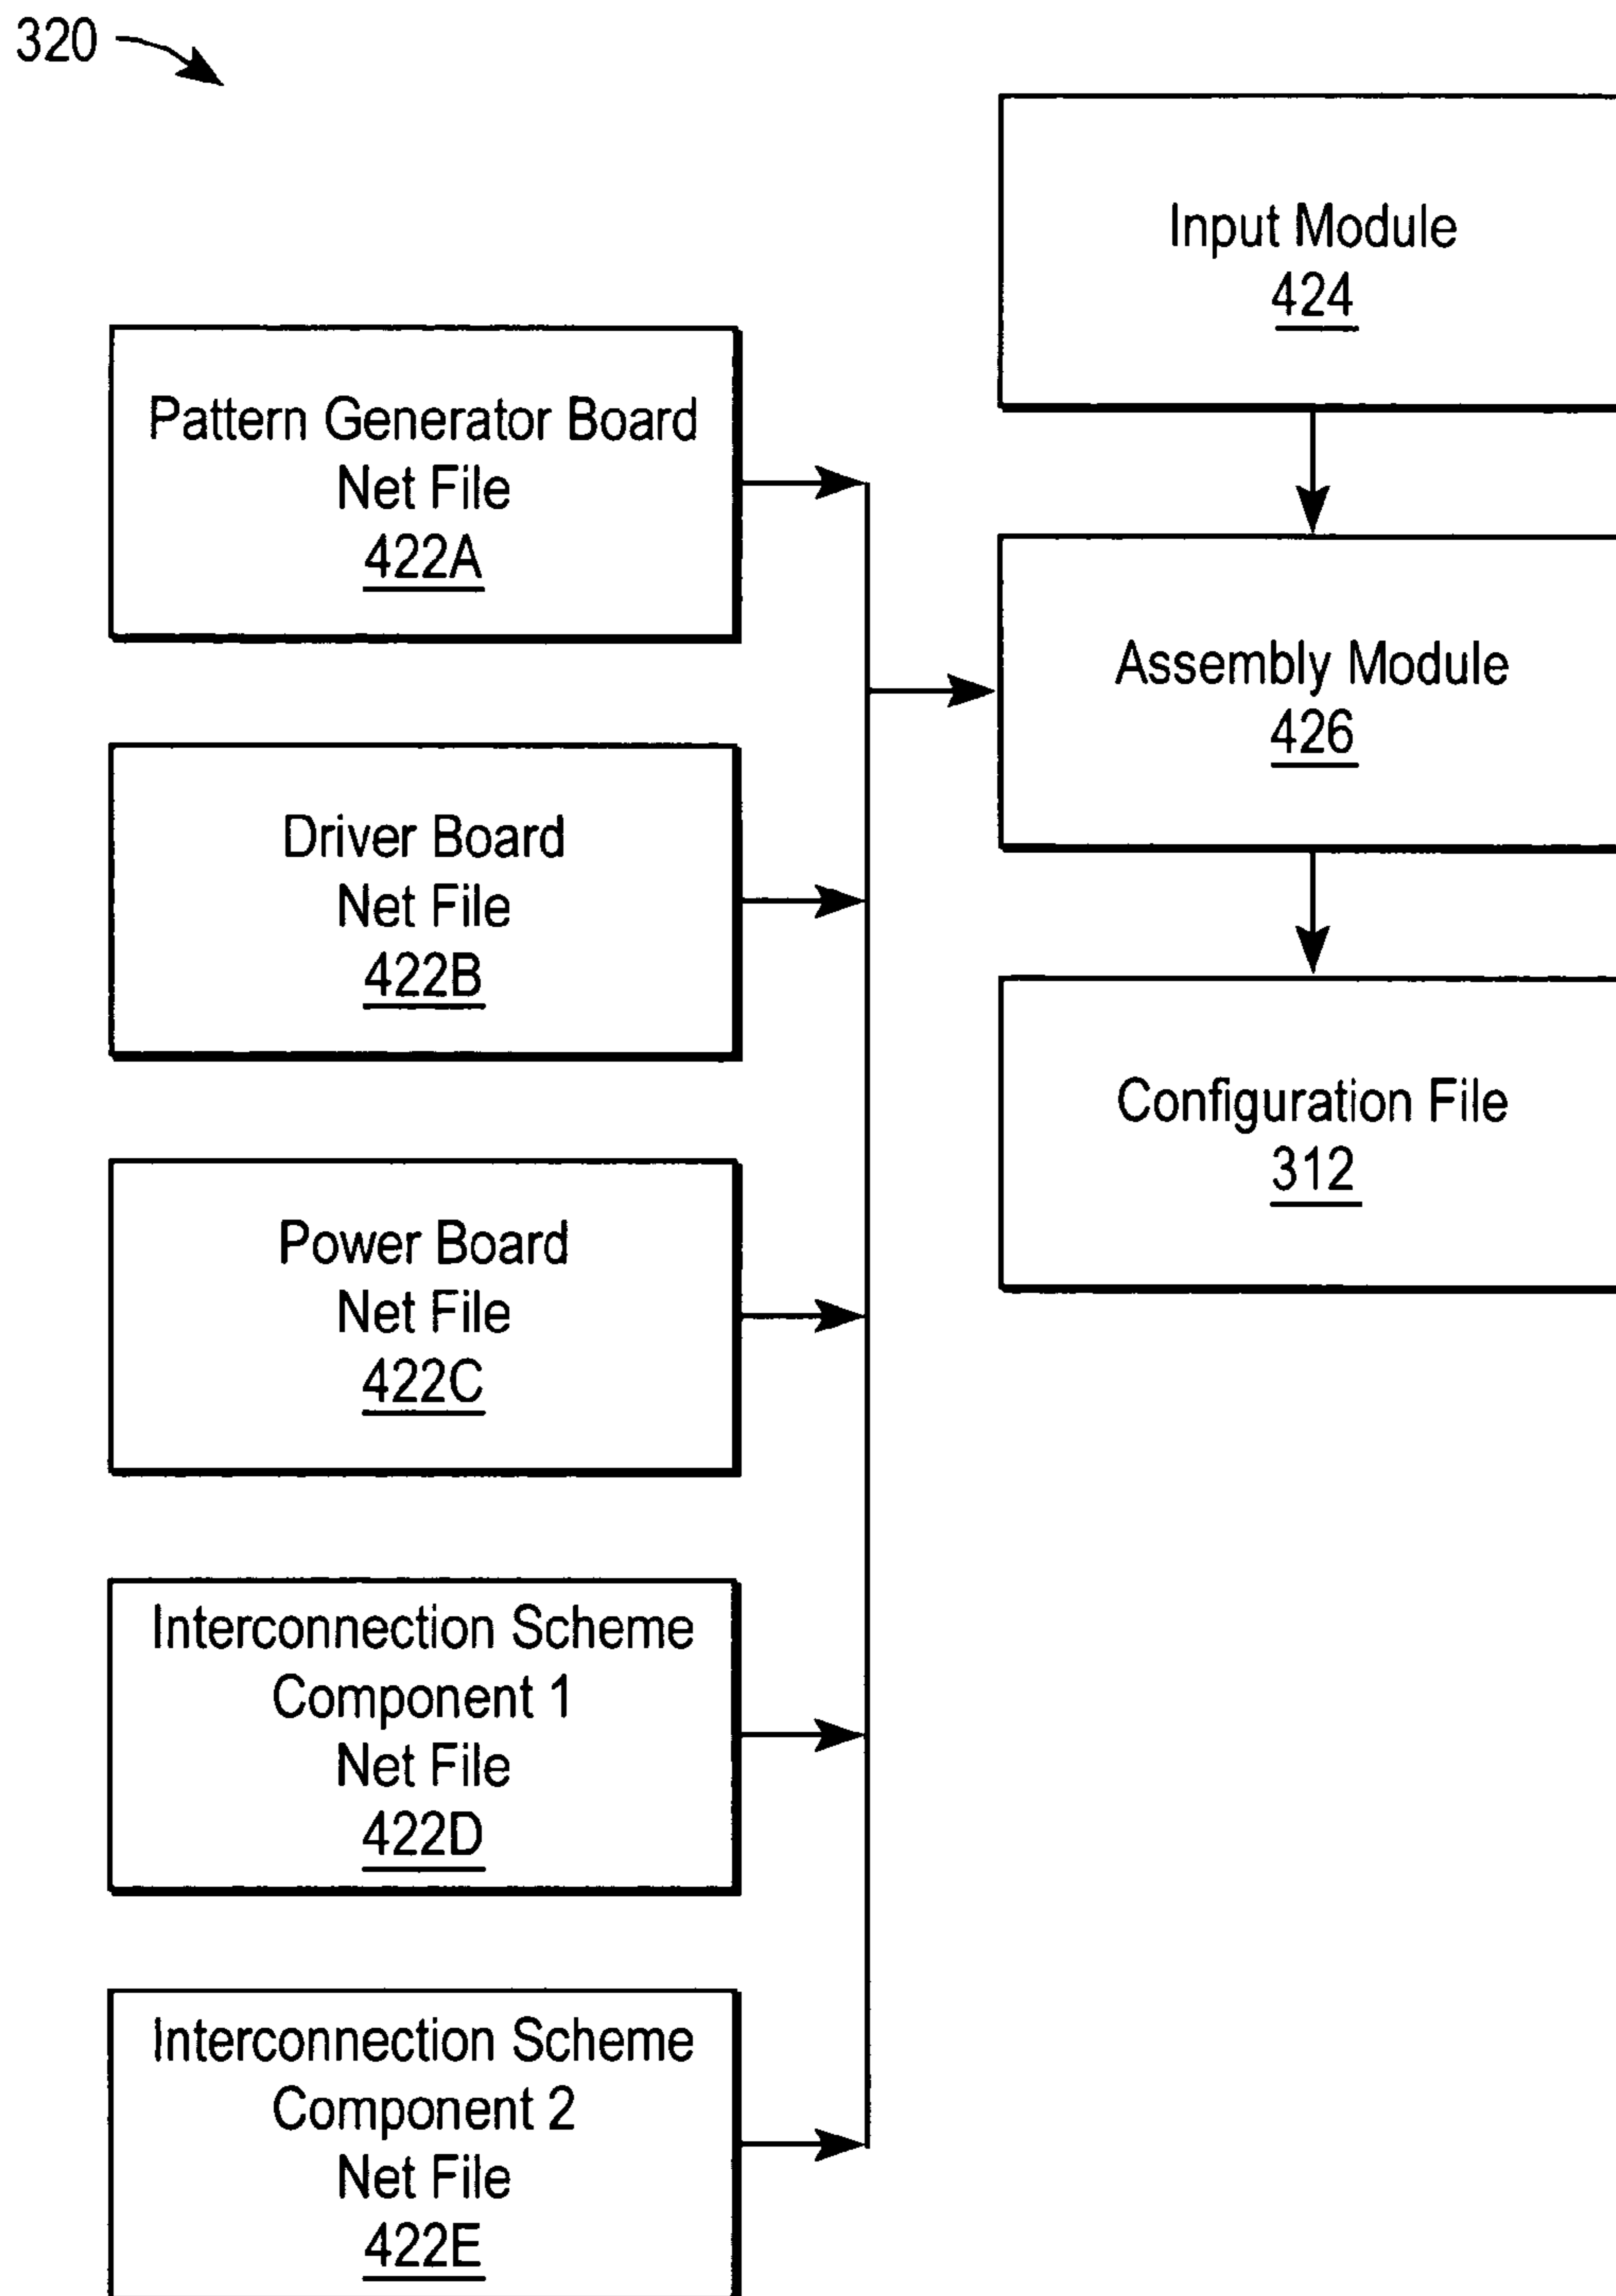 320
Input Module
424
Pattern Generator Board
Net File
422A
Assembly Module
426
Driver Board
Net File
422B
Configuration File
312
Power Board
Net File
422C
Interconnection Scheme
Component 1
Net File
422D
Interconnection Scheme
Component 2
Net File
422E